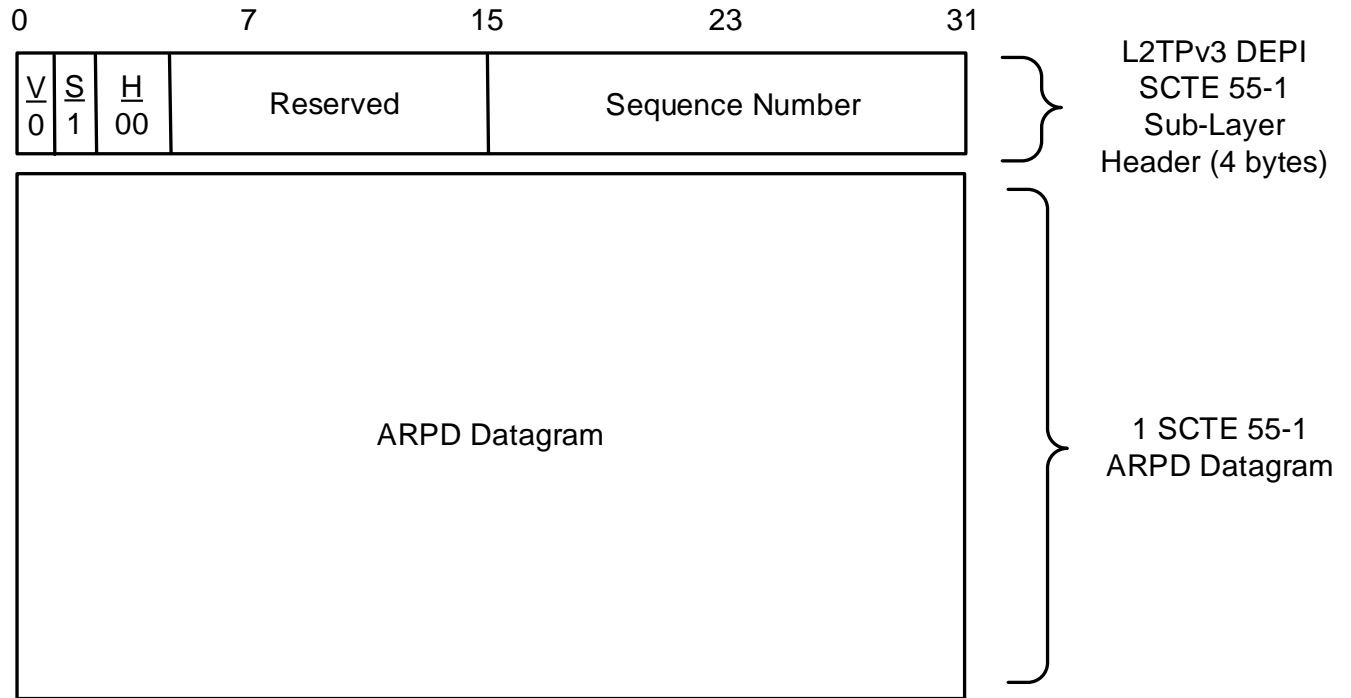 0 7 15 23 31
V S H
0 1 00
Reserved
Sequence Number
L2TPv3 DEPI
SCTE 55-1
Sub-Layer
Header (4 bytes)
ARPD Datagram
1 SCTE 55-1
ARPD Datagram